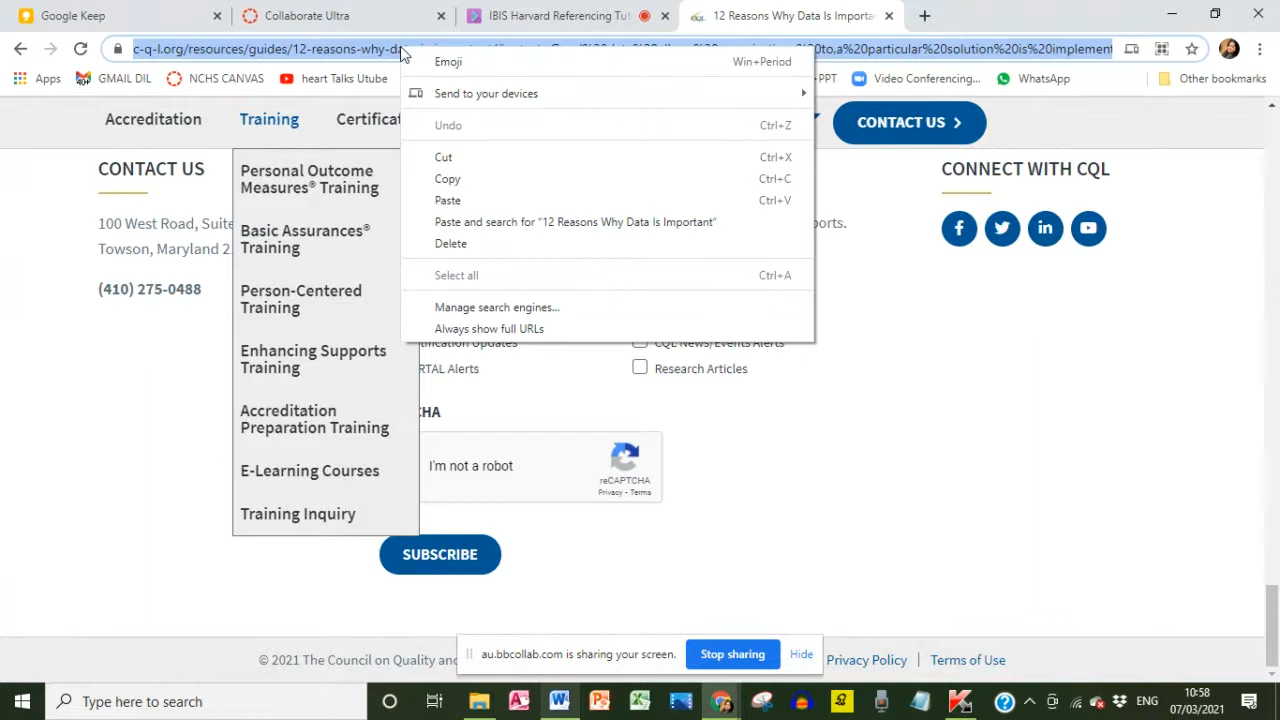 Google Keep
Collaborate Ultra
IBIS Harvard Referencing Tut
12 Reasons Why Data Is Importa
c-q-l.org/resources/guides/12-reasons-why-da
%20to,a%20particular%20solution%20is%20implement
Apps
GMAIL DIL
NCHS CANVAS
heart Talks Utube
PPT
Video Conferencing...
WhatsApp
Other bookmarks
Emoji Win+Period
Send to your devices
Undo Ctrl+Z
Cut Ctrl+X
Copy Ctrl+C
Paste Ctrl+V
Paste and search for “12 Reasons Why Data Is Important”
Delete
Select all Ctrl+A
Manage search engines...
Always show full URLs
Accreditation
Training
Certificat
CONTACT US
Personal Outcome
Measures® Training
Basic Assurances®
Training
Person-Centered
Training
Enhancing Supports
Training
Accreditation
Preparation Training
E-Learning Courses
Training Inquiry
CONTACT US
100 West Road, Suite
Towson, Maryland 2
(410) 275-0488
ports.
CONNECT WITH CQL
tification Updates
CQL News/Events Alerts
RTAL Alerts
Research Articles
CHA
I'm not a robot
reCAPTCHA
Privacy - Terms
SUBSCRIBE
© 2021 The Council on Quality and
Privacy Policy | Terms of Use
au.bbcollab.com is sharing your screen.
Stop sharing
Hide
Type here to search
ENG
10:58
07/03/2021